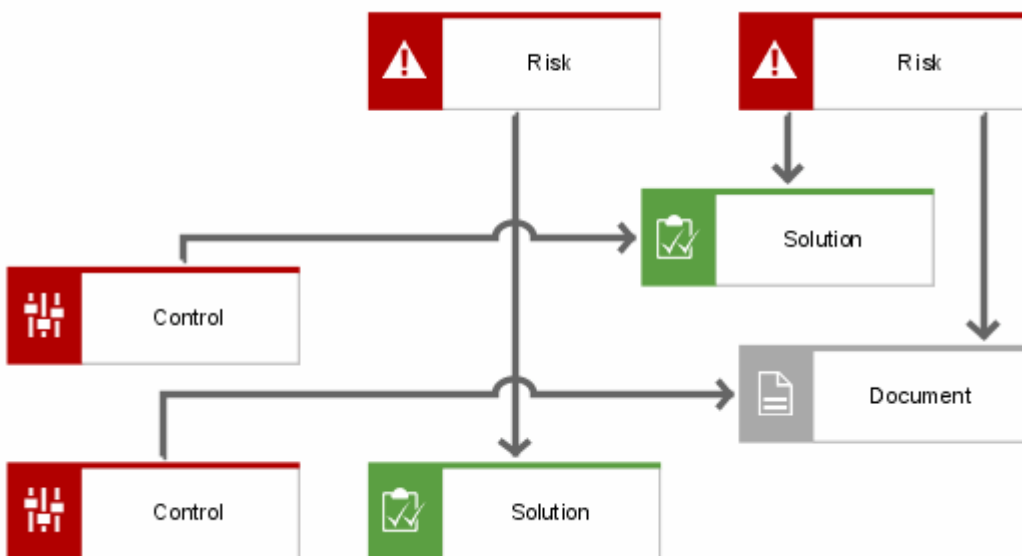 Risk
Risk
Solution
Control
Document
Control
Solution